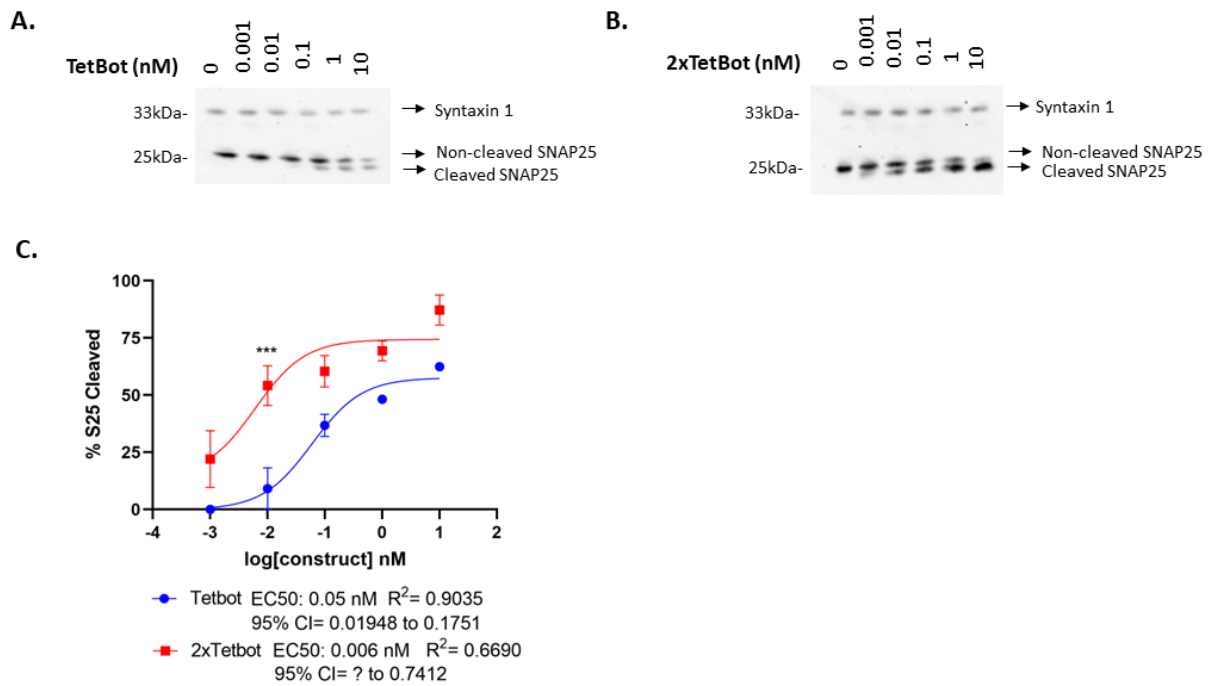 A.
TetBot (nM)
0
0.001
0.01
0.1
1
10
33kDa-
Syntaxin 1
25kDa-
Non-cleaved SNAP25
Cleaved SNAP25
B.
2xTetBot (nM)
0
0.001
0.01
0.1
1
10
33kDa-
Syntaxin 1
25kDa-
Non-cleaved SNAP25
Cleaved SNAP25
C.
% S25 Cleaved
100
75
50
25
0
***
-4 -3 -2 -1 0 1 2
log[construct] nM
Tetbot EC50: 0.05 nM R²= 0.9035
95% CI= 0.01948 to 0.1751
2xTetbot EC50: 0.006 nM R²= 0.6690
95% CI= ? to 0.7412